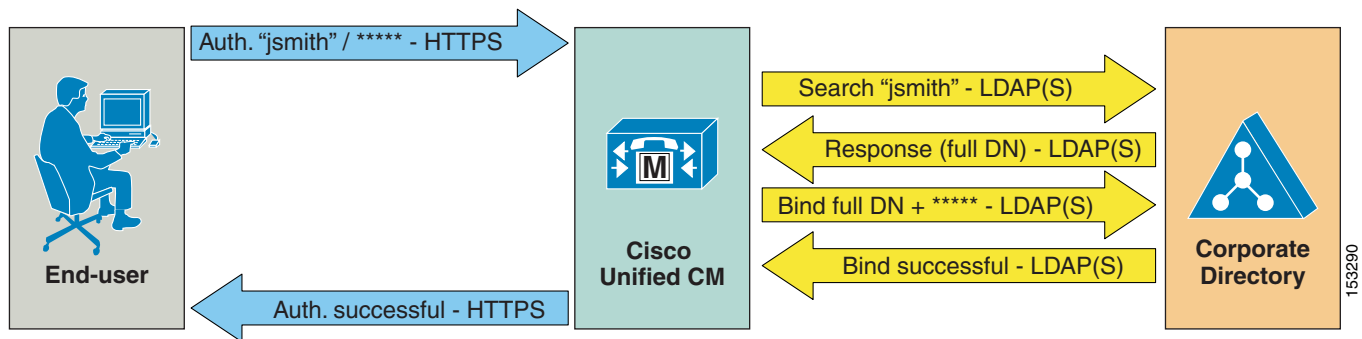 Auth. “jsmith” / ***** - HTTPS
Search “jsmith” - LDAP(S)
Response (full DN) - LDAP(S)
M
Bind full DN + ***** - LDAP(S)
Cisco
Unified CM
Corporate
Directory
End-user
Bind successful - LDAP(S)
Auth. successful - HTTPS
153290